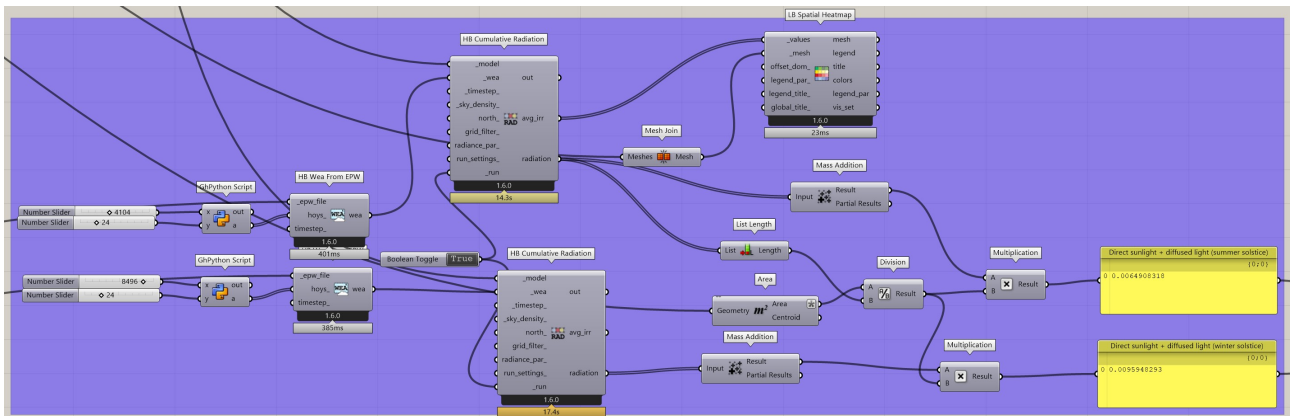 LB Spatial Heatmap
_values mesh
_mesh legend
offset_dom_ title
legend_par_ colors
legend_title_ legend_par
global_title_ vis_set
1.6.0
23ms
HB Cumulative Radiation
_model
_wea out
_timestep_
_sky_density_
north_ RAD avg_irr
grid_filter_
radiance_par_
run_settings_ radiation
_run
1.6.0
14.3s
Mesh Join
Meshes Mesh
Mass Addition
Input Result
Partial Results
GhPython Script
x out
y a
Number Slider 4104
Number Slider 24
HB Wea From EPW
_epw_file
hoys_ WEA wea
timestep_
1.6.0
401ms
Boolean Toggle True
List Length
List Length
Division
A Result
B
Multiplication
A Result
B
Direct sunlight + diffused light (summer solstice)
{0;0}
0 0.0064908318
GhPython Script
x out
y a
Number Slider 8496
Number Slider 24
_epw_file
hoys_ WEA wea
timestep_
1.6.0
385ms
HB Cumulative Radiation
_model
_wea out
_timestep_
_sky_density_
north_ RAD avg_irr
grid_filter_
radiance_par_
run_settings_ radiation
_run
1.6.0
17.4s
Area
Geometry m² Area
Centroid
Mass Addition
Input Result
Partial Results
Multiplication
A Result
B
Direct sunlight + diffused light (winter solstice)
{0;0}
0 0.0095948293